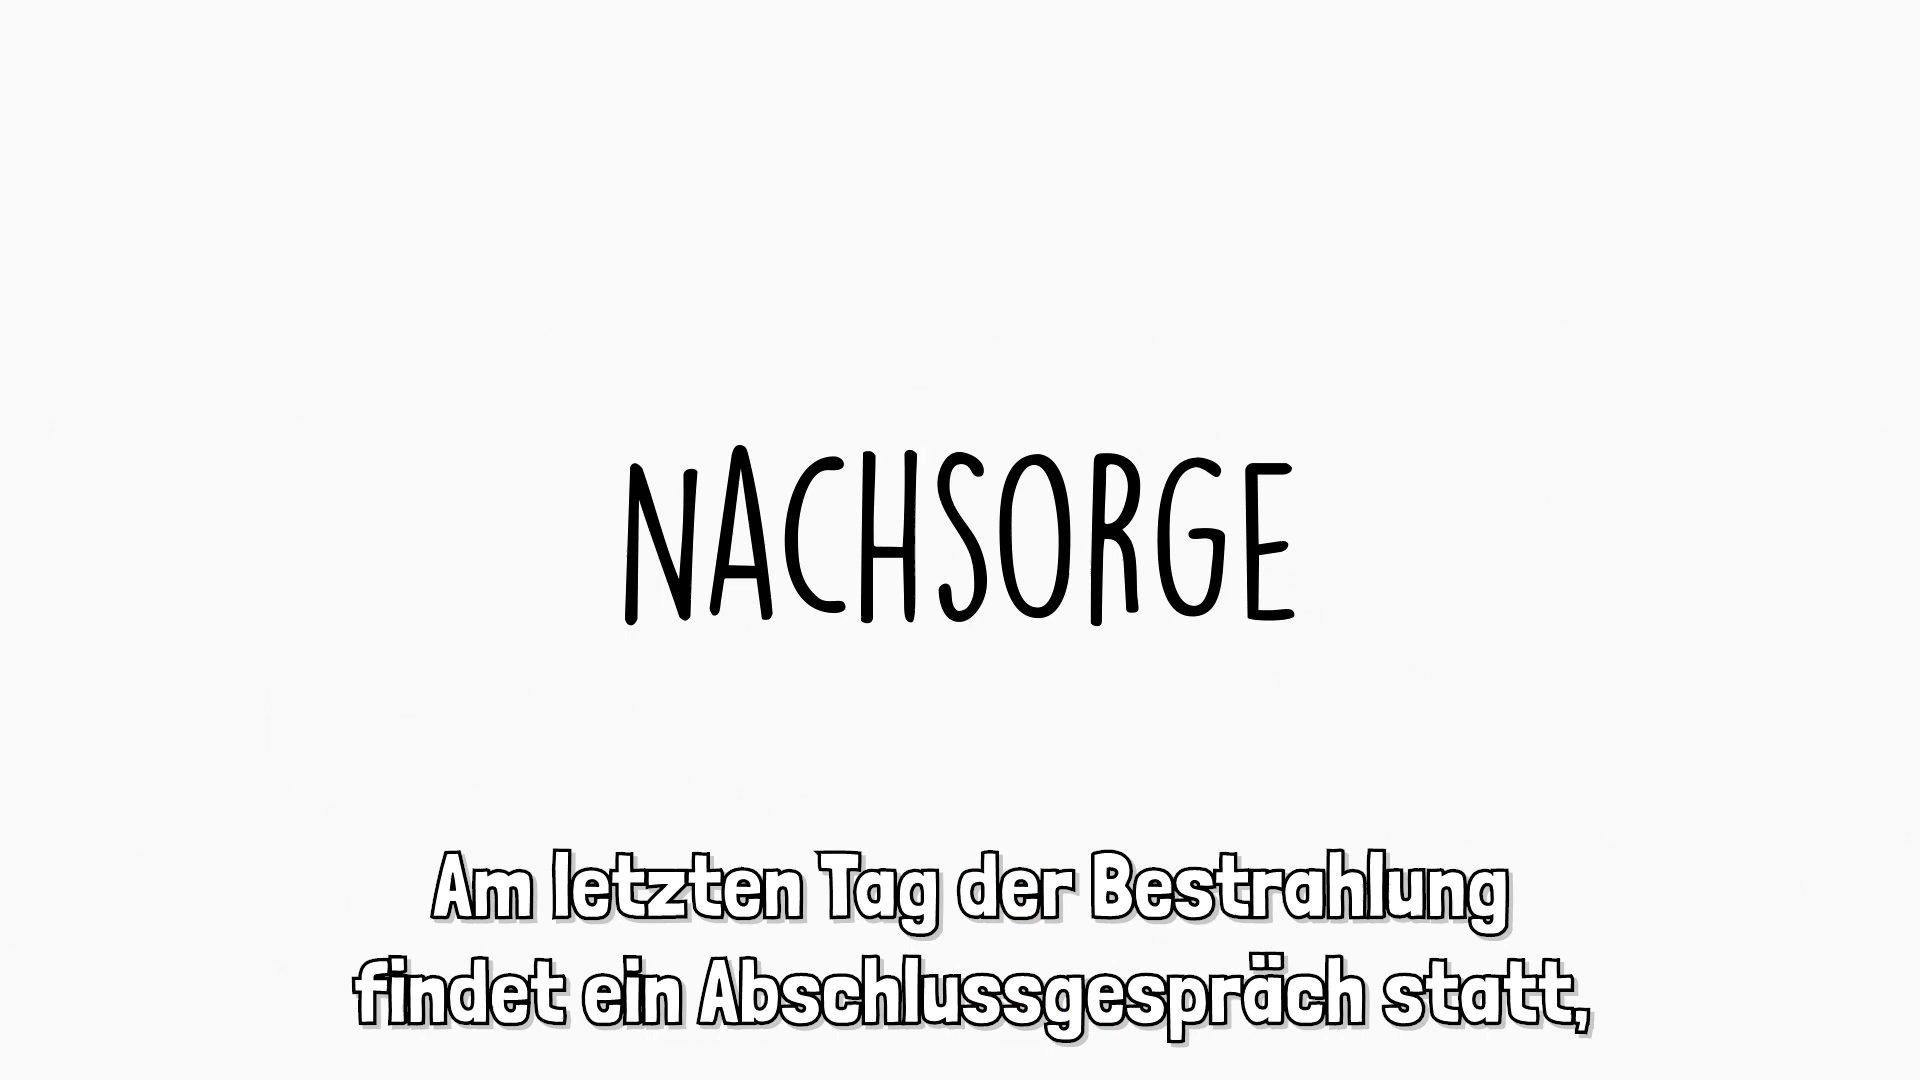 NACHSORGE
Am letzten Tag der Bestrahlung
findet ein Abschlussgespräch statt,